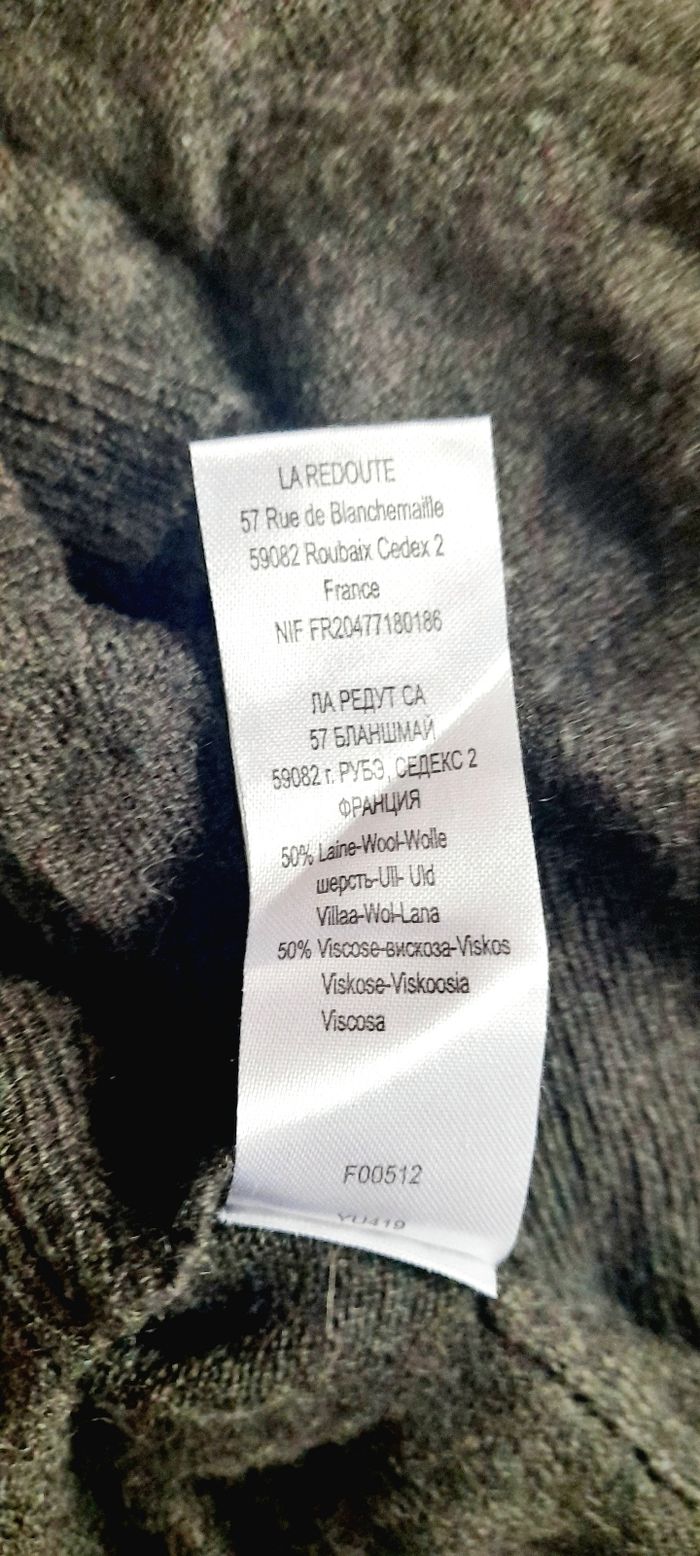 LA REDOUTE
57 Rue de Blanchemaille
59082 Roubaix Cedex 2
France
NIF FR20477180186
ЛА РЕДУТ СА
57 БЛАНШМАЙ
59082 г. РУБЭ, СЕДЕКС 2
ФРАНЦИЯ
50% Laine-Wool-Wolle
шерсть-Ull- Uld
Villaa-Wol-Lana
50% Viscose-вискоза-Viskos
Viskose-Viskoosia
Viscosa
F00512
YU419